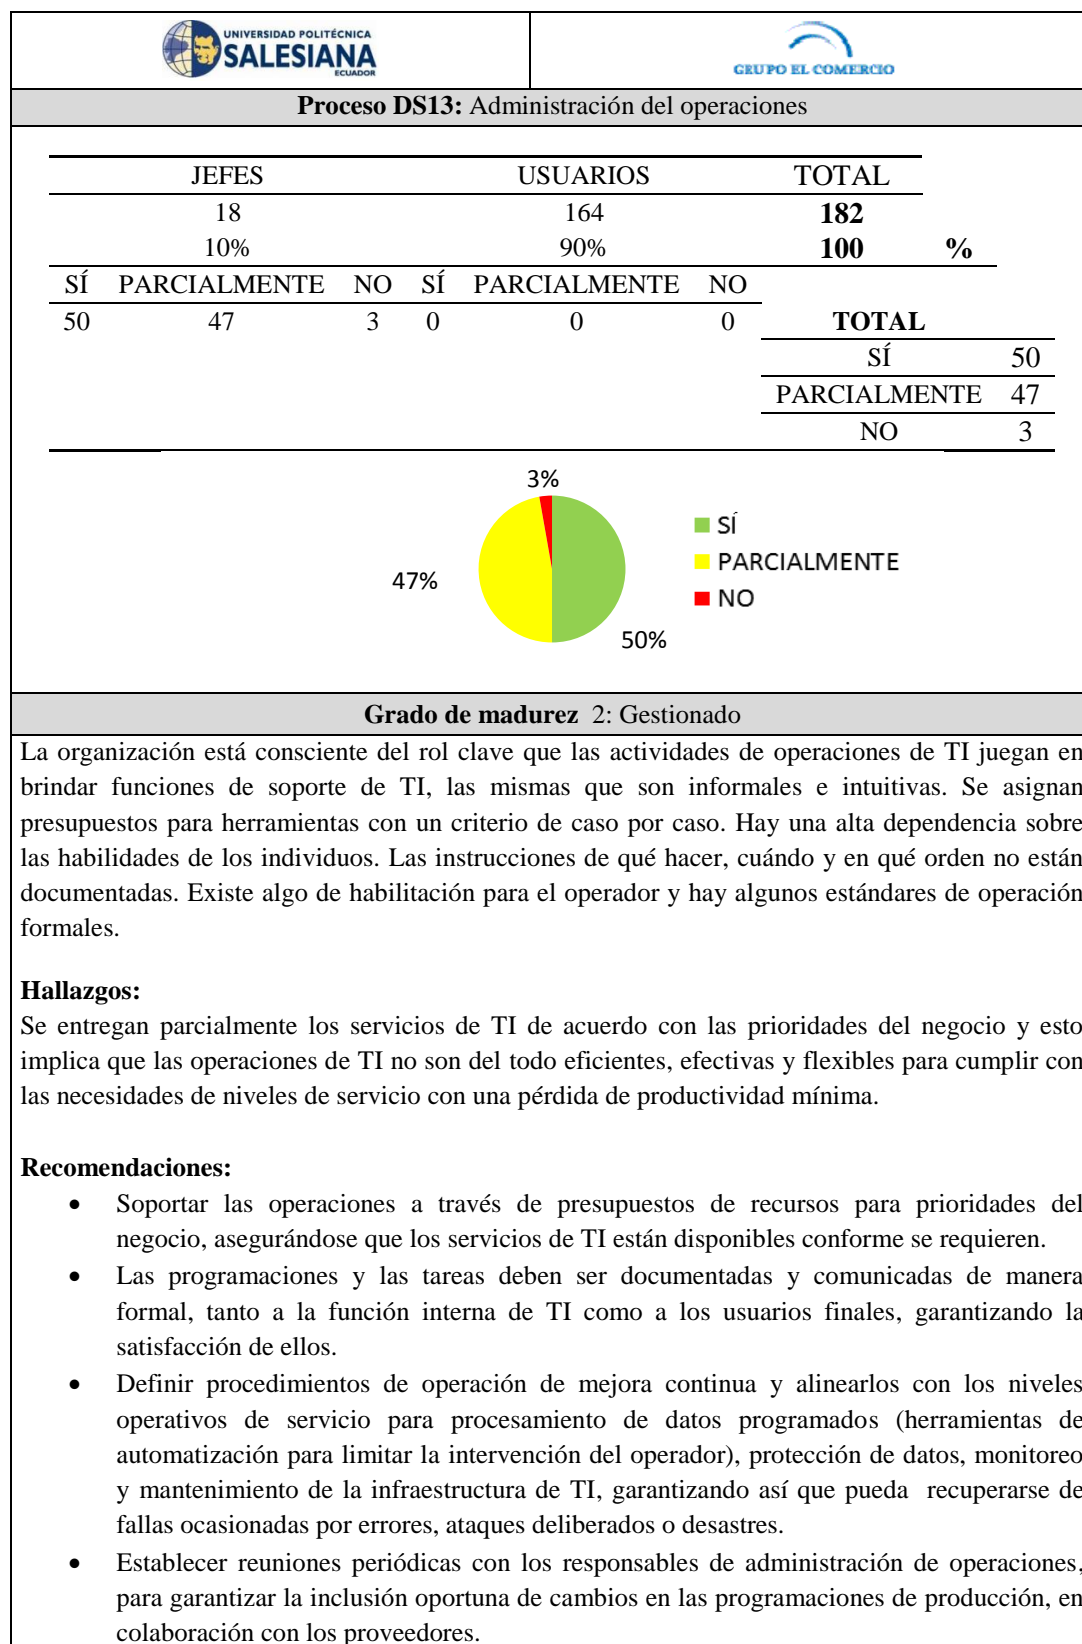 UNIVERSIDAD POLITÉCNICA
SALESIANA
ECUADOR
GRUPO EL COMERCIO
Proceso DS13: Administración del operaciones
JEFES USUARIOS TOTAL
18 164 182
10% 90% 100 %
SÍ PARCIALMENTE NO SÍ PARCIALMENTE NO
50 47 3 0 0 0 TOTAL
SÍ 50
PARCIALMENTE 47
NO 3
3%
47%
50%
SÍ
PARCIALMENTE
NO
Grado de madurez 2: Gestionado
La organización está consciente del rol clave que las actividades de operaciones de TI juegan en
brindar funciones de soporte de TI, las mismas que son informales e intuitivas. Se asignan
presupuestos para herramientas con un criterio de caso por caso. Hay una alta dependencia sobre
las habilidades de los individuos. Las instrucciones de qué hacer, cuándo y en qué orden no están
documentadas. Existe algo de habilitación para el operador y hay algunos estándares de operación
formales.
Hallazgos:
Se entregan parcialmente los servicios de TI de acuerdo con las prioridades del negocio y esto
implica que las operaciones de TI no son del todo eficientes, efectivas y flexibles para cumplir con
las necesidades de niveles de servicio con una pérdida de productividad mínima.
Recomendaciones:
• Soportar las operaciones a través de presupuestos de recursos para prioridades del
negocio, asegurándose que los servicios de TI están disponibles conforme se requieren.
• Las programaciones y las tareas deben ser documentadas y comunicadas de manera
formal, tanto a la función interna de TI como a los usuarios finales, garantizando la
satisfacción de ellos.
• Definir procedimientos de operación de mejora continua y alinearlos con los niveles
operativos de servicio para procesamiento de datos programados (herramientas de
automatización para limitar la intervención del operador), protección de datos, monitoreo
y mantenimiento de la infraestructura de TI, garantizando así que pueda recuperarse de
fallas ocasionadas por errores, ataques deliberados o desastres.
• Establecer reuniones periódicas con los responsables de administración de operaciones,
para garantizar la inclusión oportuna de cambios en las programaciones de producción, en
colaboración con los proveedores.